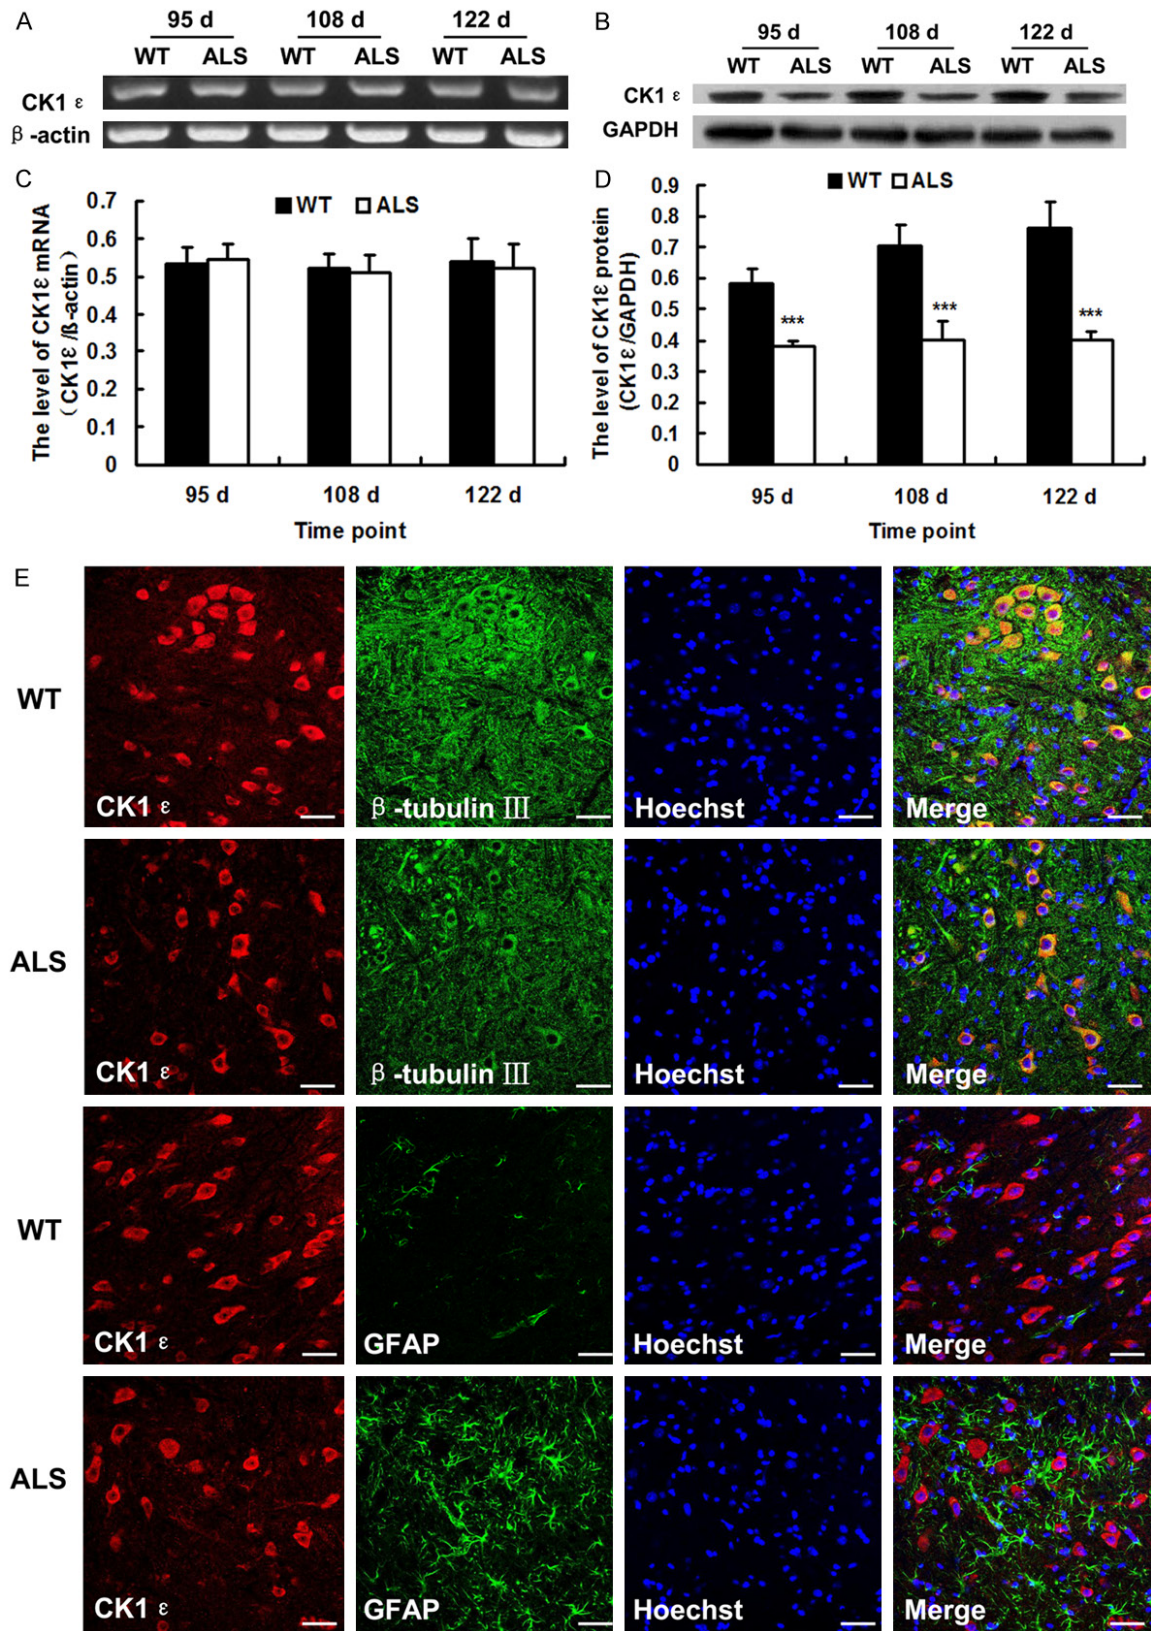 A
95 d 108 d 122 d
WT ALS WT ALS WT ALS
CK1 ε
β-actin
B
95 d 108 d 122 d
WT ALS WT ALS WT ALS
CK1 ε
GAPDH
C
WT ALS
The level of CK1ε mRNA
(CK1ε/ß-actin)
0.7
0.6
0.5
0.4
0.3
0.2
0.1
0
95 d 108 d 122 d
Time point
D
WT ALS
The level of CK1ε protein
(CK1ε/GAPDH)
0.9
0.8
0.7
0.6
0.5
0.4
0.3
0.2
0.1
0
*** *** ***
95 d 108 d 122 d
Time point
E
WT
CK1 ε β-tubulin III Hoechst Merge
ALS
CK1 ε β-tubulin III Hoechst Merge
WT
CK1 ε GFAP Hoechst Merge
ALS
CK1 ε GFAP Hoechst Merge